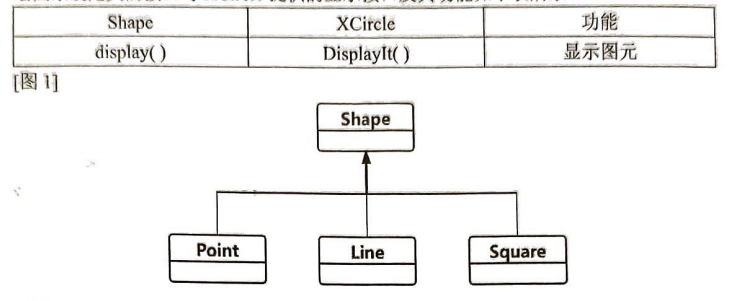 Shape XCircle 功能
display( ) DisplayIt( ) 显示图元
[图 1]
Shape
Point Line Square